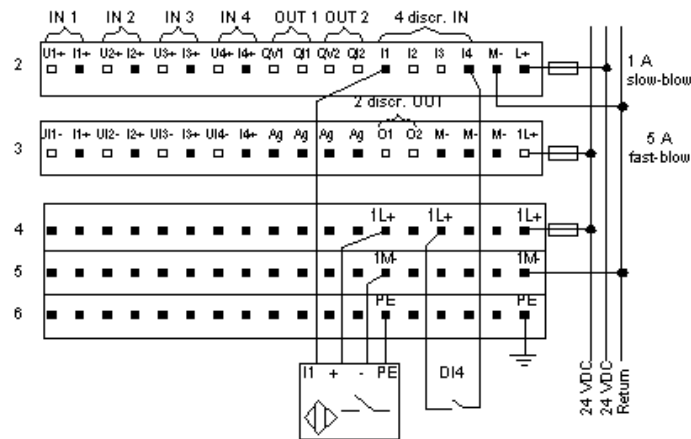 IN 1 IN 2 IN 3 IN 4 OUT 1 OUT 2 4 discr. IN
U1+ I1+ U2+ I2+ U3+ I3+ U4+ I4+ QV1 QI1 QV2 QI2 I1 I2 I3 I4 M- L+
2
1 A
slow-blow
2 discr. OUT
UI1- I1+ UI2- I2+ UI3- I3+ UI4- I4+ Ag Ag Ag Ag O1 O2 M- M- M- 1L+
3
5 A
fast-blow
4 1L+ 1L+ 1L+
5 1M- 1M-
6 PE PE
I1 + - PE
DI4
24 VDC
24 VDC
Return